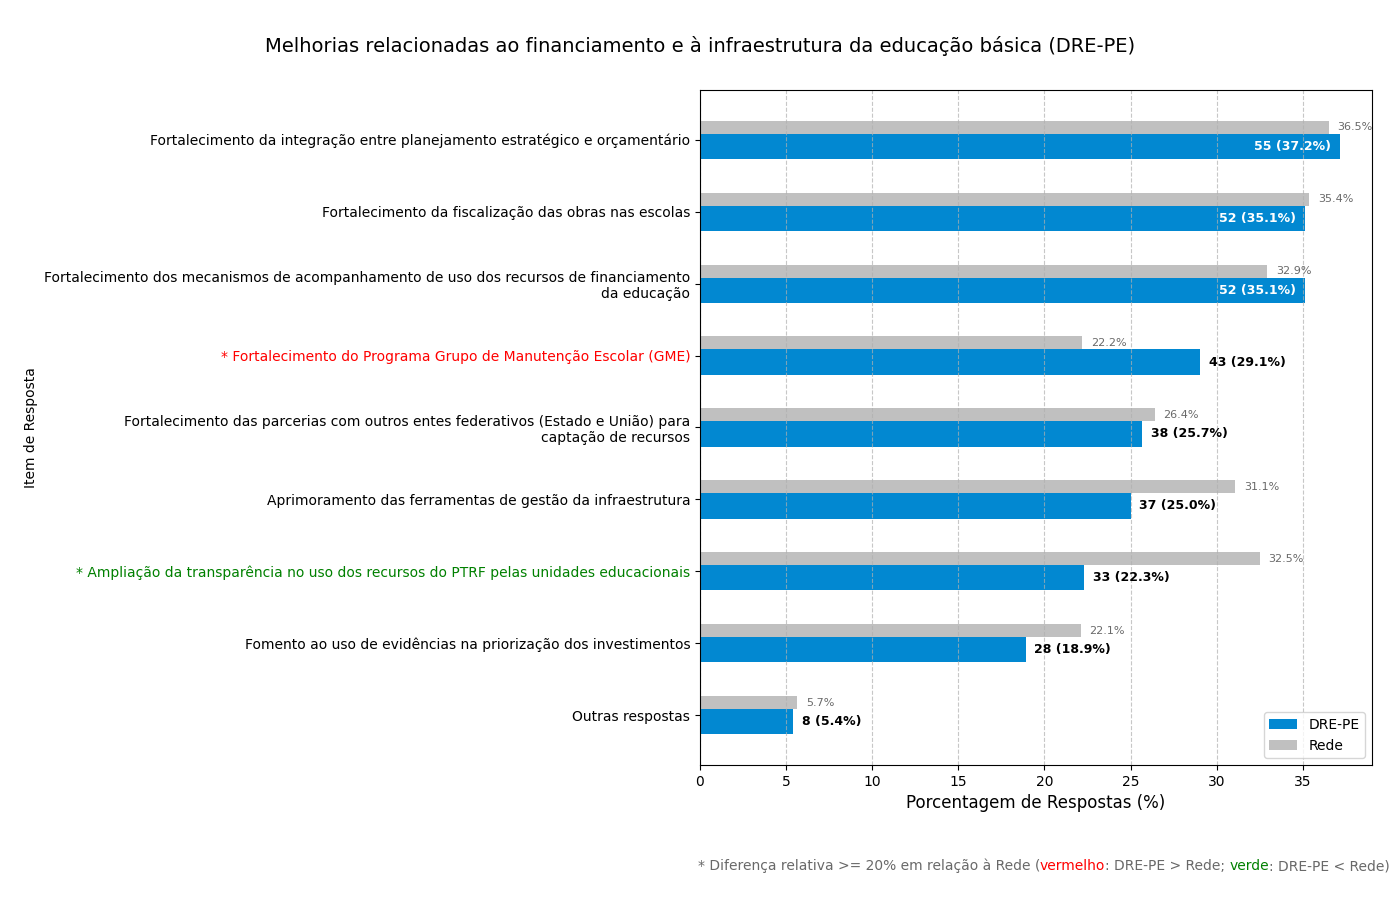 Melhorias relacionadas ao financiamento e à infraestrutura da educação básica (DRE-PE)
Item de Resposta
Fortalecimento da integração entre planejamento estratégico e orçamentário
36.5%
55 (37.2%)
Fortalecimento da fiscalização das obras nas escolas
35.4%
52 (35.1%)
Fortalecimento dos mecanismos de acompanhamento de uso dos recursos de financiamento
da educação
32.9%
52 (35.1%)
* Fortalecimento do Programa Grupo de Manutenção Escolar (GME)
22.2%
43 (29.1%)
Fortalecimento das parcerias com outros entes federativos (Estado e União) para
captação de recursos
26.4%
38 (25.7%)
Aprimoramento das ferramentas de gestão da infraestrutura
31.1%
37 (25.0%)
* Ampliação da transparência no uso dos recursos do PTRF pelas unidades educacionais
32.5%
33 (22.3%)
Fomento ao uso de evidências na priorização dos investimentos
22.1%
28 (18.9%)
Outras respostas
5.7%
8 (5.4%)
DRE-PE
Rede
0 5 10 15 20 25 30 35
Porcentagem de Respostas (%)
* Diferença relativa >= 20% em relação à Rede (vermelho: DRE-PE > Rede; verde: DRE-PE < Rede)